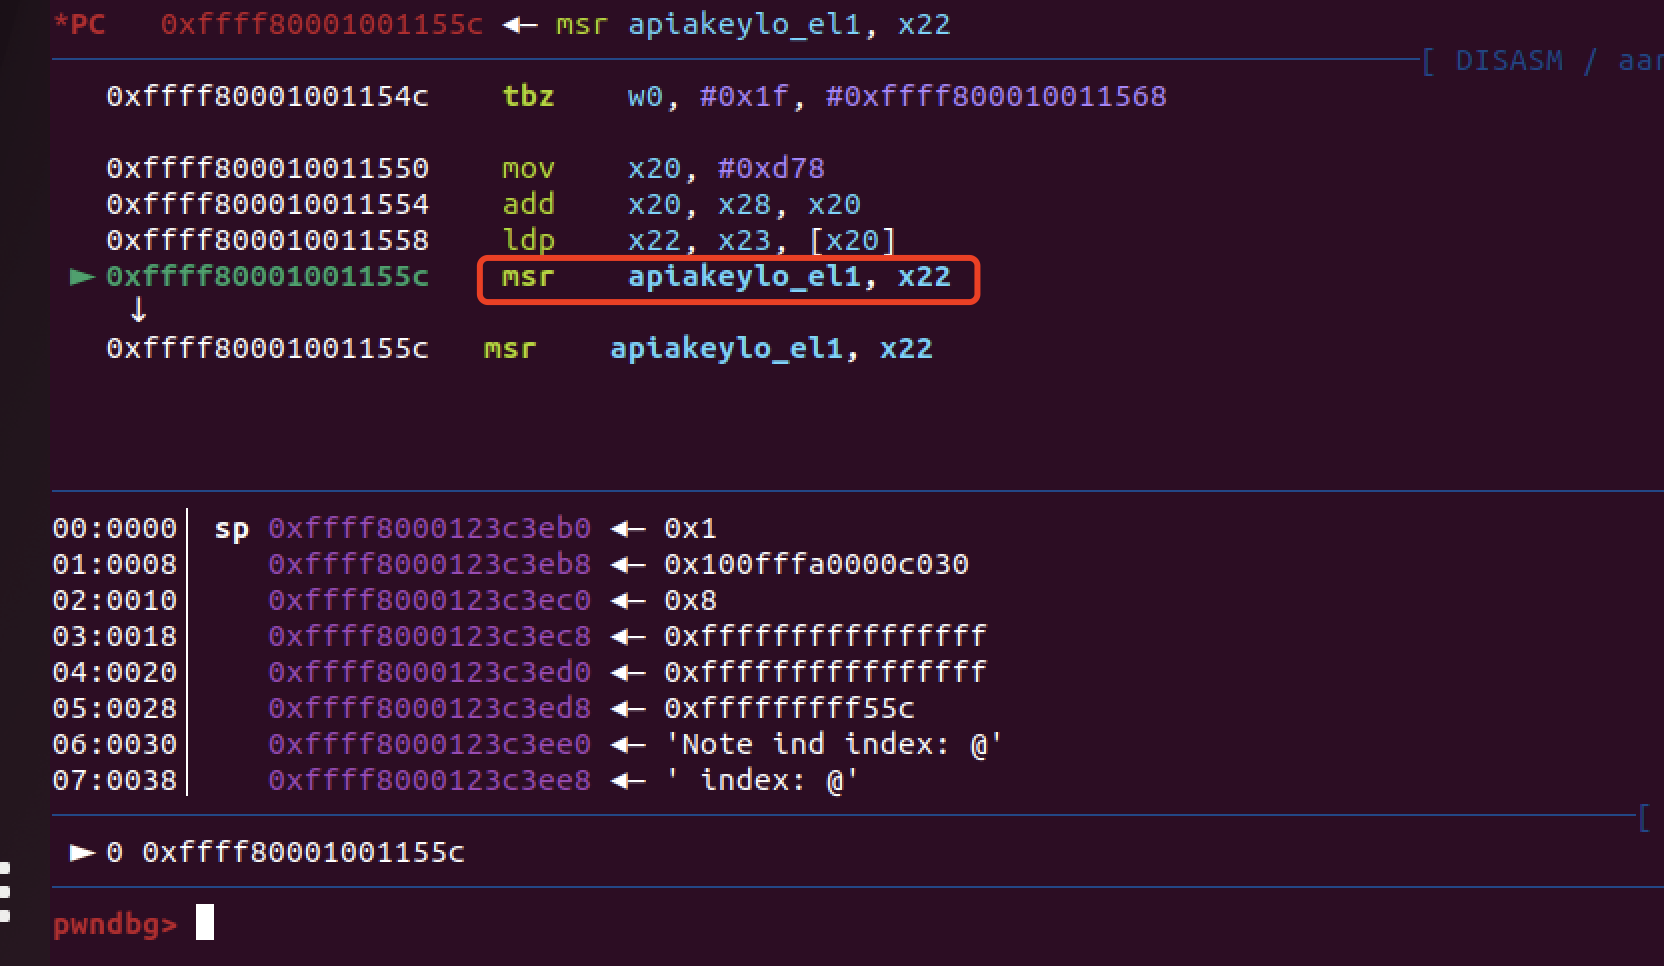 *PC 0xffff80001001155c ◂— msr apiakeylo_el1, x22
[ DISASM / aar
0xffff80001001154c tbz w0, #0x1f, #0xffff800010011568
0xffff800010011550 mov x20, #0xd78
0xffff800010011554 add x20, x28, x20
0xffff800010011558 ldp x22, x23, [x20]
► 0xffff80001001155c msr apiakeylo_el1, x22
↓
0xffff80001001155c msr apiakeylo_el1, x22
00:0000│ sp 0xffff8000123c3eb0 ◂— 0x1
01:0008│ 0xffff8000123c3eb8 ◂— 0x100fffa0000c030
02:0010│ 0xffff8000123c3ec0 ◂— 0x8
03:0018│ 0xffff8000123c3ec8 ◂— 0xffffffffffffffff
04:0020│ 0xffff8000123c3ed0 ◂— 0xffffffffffffffff
05:0028│ 0xffff8000123c3ed8 ◂— 0xfffffffff55c
06:0030│ 0xffff8000123c3ee0 ◂— 'Note ind index: @'
07:0038│ 0xffff8000123c3ee8 ◂— ' index: @'
[
► 0 0xffff80001001155c
pwndbg>